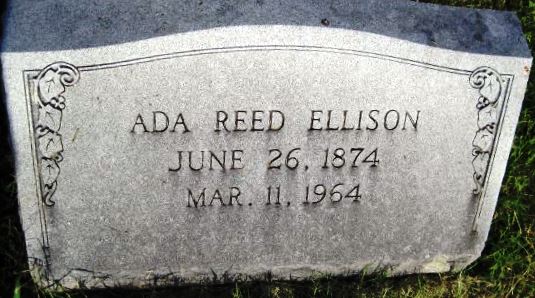 ADA REED ELLISON
JUNE 26, 1874
MAR. 11, 1964